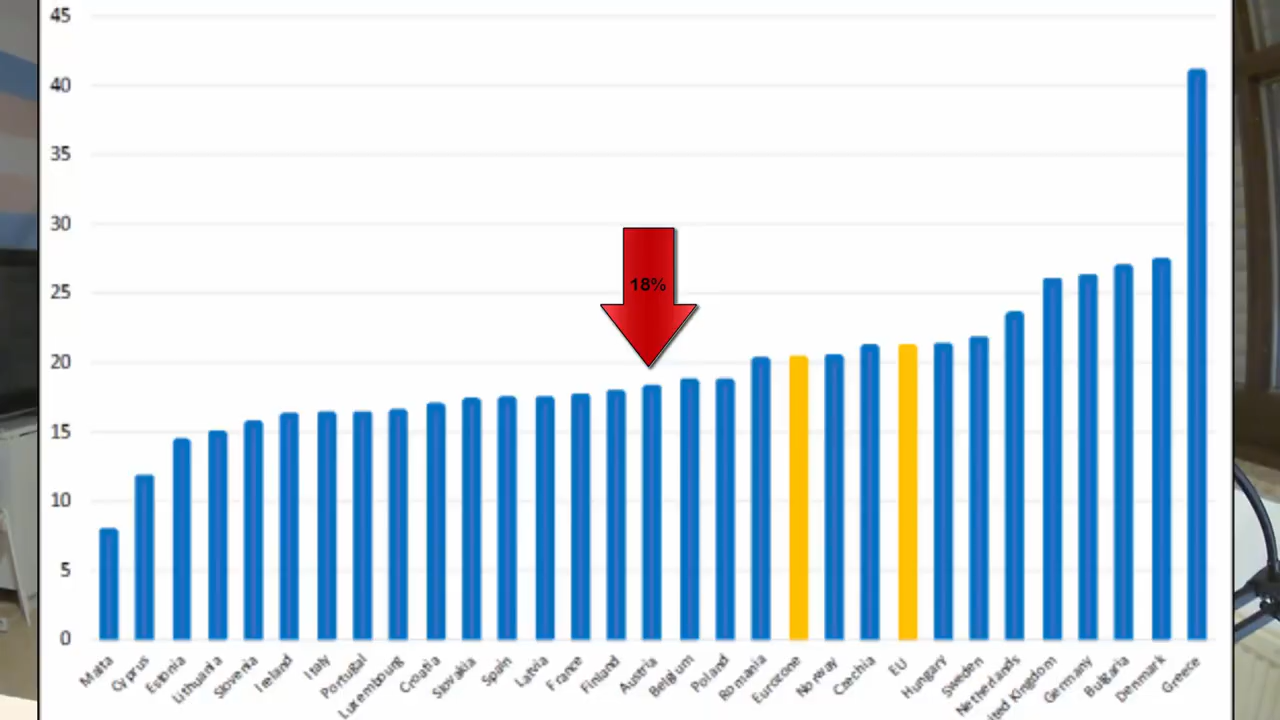 45
40
35
30
25
20
15
10
5
0
18%
Malta
Cyprus
Estonia
Lithuania
Slovenia
Ireland
Italy
Portugal
Luxembourg
Croatia
Slovakia
Spain
Latvia
France
Finland
Austria
Belgium
Poland
Romania
Eurozone
Norway
Czechia
EU
Hungary
Sweden
Netherlands
ted Kingdom
Germany
Bulgaria
Denmark
Greece